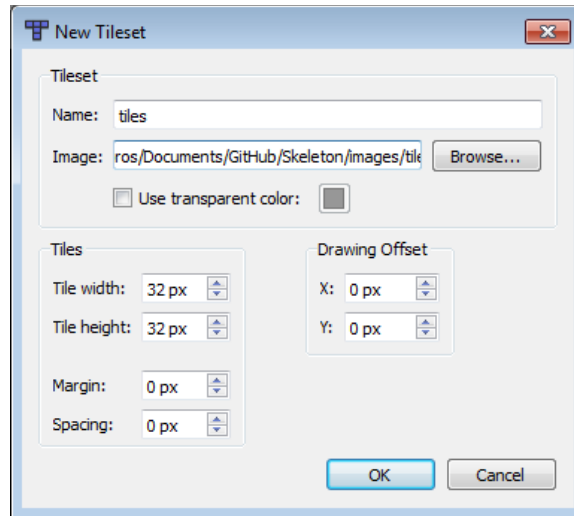 New Tileset
Tileset
Name: tiles
Image: ros/Documents/GitHub/Skeleton/images/tile Browse...
Use transparent color:
Tiles
Drawing Offset
Tile width: 32 px
X: 0 px
Tile height: 32 px
Y: 0 px
Margin: 0 px
Spacing: 0 px
OK Cancel